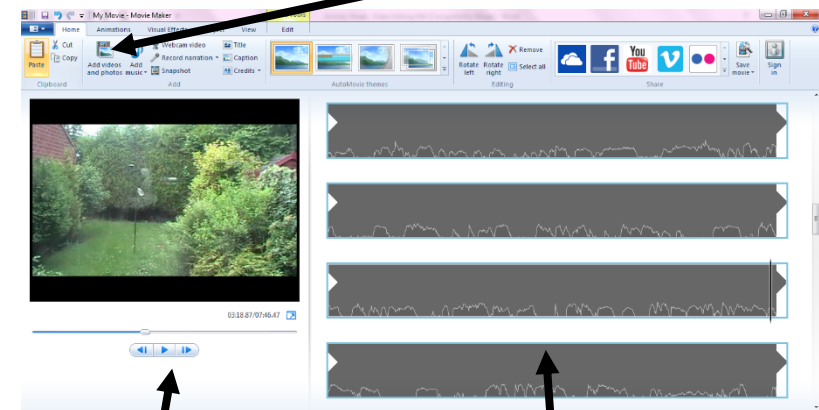 My Movie - Movie Maker
Home Animations Visual Effects View Edit
Paste Cut Copy
Add videos and photos
Add music
Webcam video
Record narration
Snapshot
Title
Caption
Credits
Rotate left
Rotate right
Remove
Select all
You Tube
Save movie
Sign in
Clipboard Add AutoMovie themes Editing Share
03:18.87/07:46.47